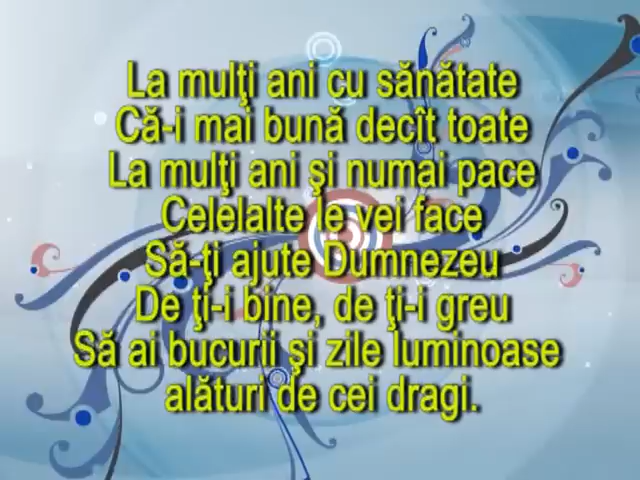 La mulţi ani cu sănătate
Că-i mai bună decît toate
La mulţi ani şi numai pace
Celelalte le vei face
Să-ţi ajute Dumnezeu
De ţi-i bine, de ţi-i greu
Să ai bucurii şi zile luminoase
alături de cei dragi.